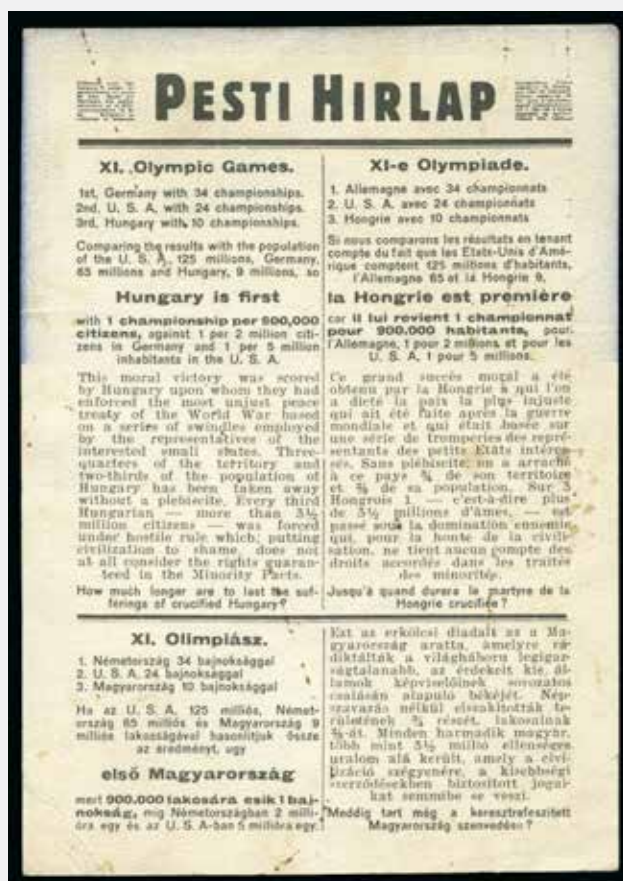 PESTI HIRLAP
XI. Olympic Games.
1st, Germany with 34 championships.
2nd, U. S. A. with 24 championships.
3rd, Hungary with 10 championships.
Comparing the results with the population
of the U. S. A. 125 millions, Germany,
65 millions and Hungary, 9 millions, so
Hungary is first
with 1 championship per 900,000
citizens, against 1 per 2 million citi-
zens in Germany and 1 per 5 million
inhabitants in the U. S. A.
This moral victory was scored
by Hungary upon whom they had
enforced the most unjust peace
treaty of the World War based
on a series of swindles employed
by the representatives of the
interested small states. Three-
quarters of the territory and
two-thirds of the population of
Hungary has been taken away
without a plebiscite. Every third
Hungarian — more than 3½
million citizens — was forced
under hostile rule which, putting
civilization to shame, does not
at all consider the rights guaran-
teed in the Minority Pacts.
How much longer are to last the suf-
ferings of crucified Hungary?
XI-e Olympiade.
1. Allemagne avec 34 championnats
2. U. S. A. avec 24 championnats
3. Hongrie avec 10 championnats
Si nous comparons les résultats en tenant
compte du fait que les Etats-Unis d'Amé-
rique comptent 125 millions d'habitants,
l'Allemagne 65 et la Hongrie 9,
la Hongrie est première
car il lui revient 1 championnat
pour 900.000 habitants, pour
l'Allemagne, 1 pour 2 millions et pour les
U. S. A. 1 pour 5 millions.
Ce grand succès moral a été
obtenu par la Hongrie à qui l'on
a dicté la paix la plus injuste
qui ait été faite après la guerre
mondiale et qui était basée sur
une série de tromperies des repré-
sentants des petits Etats intéres-
sés. Sans plébiscite, on a arraché
à ce pays ¾ de son territoire
et ⅔ de sa population. Sur 3
Hongrois 1 — c'est-à-dire plus
de 3½ millions d'âmes, — est
passé sous la domination ennemie
qui, pour la honte de la civili-
sation, ne tient aucun compte des
droits accordés dans les traités
des minorités.
Jusqu'à quand durera le martyre de la
Hongrie crucifiée?
XI. Olimpiász.
1. Németország 34 bajnoksággal
2. U. S. A. 24 bajnoksággal
3. Magyarország 10 bajnoksággal
Ha az U. S. A. 125 milliós, Német-
ország 65 milliós és Magyarország 9
milliós lakosságával hasonlitjuk össze
az eredményt, ugy
első Magyarország
mert 900.000 lakosára esik 1 baj-
nokság, mig Németországban 2 milli-
óra egy és az U. S. A-ban 5 millióra egy.
Ezt az erkölcsi diadalt az a Ma-
gyarország aratta, amelyre rá-
diktálták a világháboru legigaz-
ságtalanabb, az érdekelt kis ál-
lamok képviselőinek sorozatos
csalásán alapuló békéjét. Nép-
szavazás nélkül elszakították te-
rületének ¾ részét, lakosainak
⅔-át. Minden harmadik magyar,
több mint 3½ millió ellenséges
uralom alá került, amely a civi-
lizáció szégyenére, a kisebbségi
szerződésekben biztosított jogai-
kat semmibe se veszi.
Meddig tart még a keresztrefeszitett
Magyarország szenvedése?